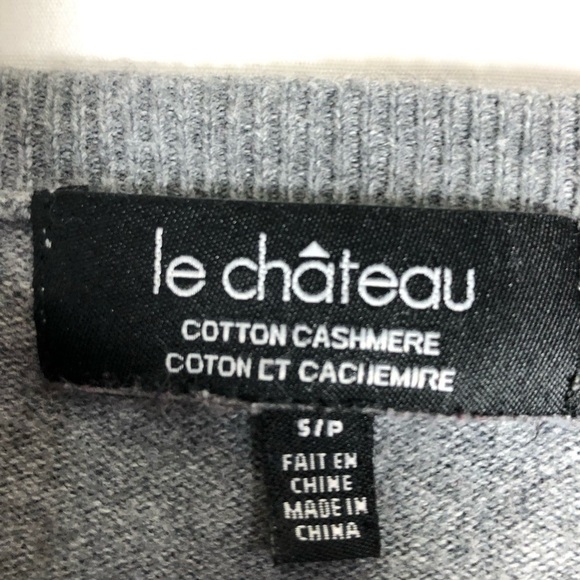 le château
COTTON CASHMERE
COTON ET CACHEMIRE
S/P
FAIT EN
CHINE
MADE IN
CHINA